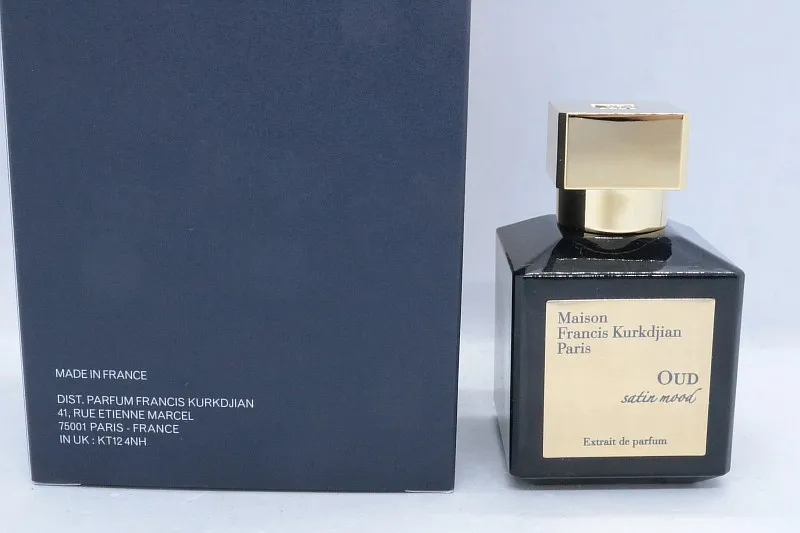 MADE IN FRANCE
DIST. PARFUM FRANCIS KURKDJIAN
41, RUE ETIENNE MARCEL
75001 PARIS - FRANCE
IN UK : KT12 4NH
Maison
Francis Kurkdjian
Paris
OUD
satin mood
Extrait de parfum